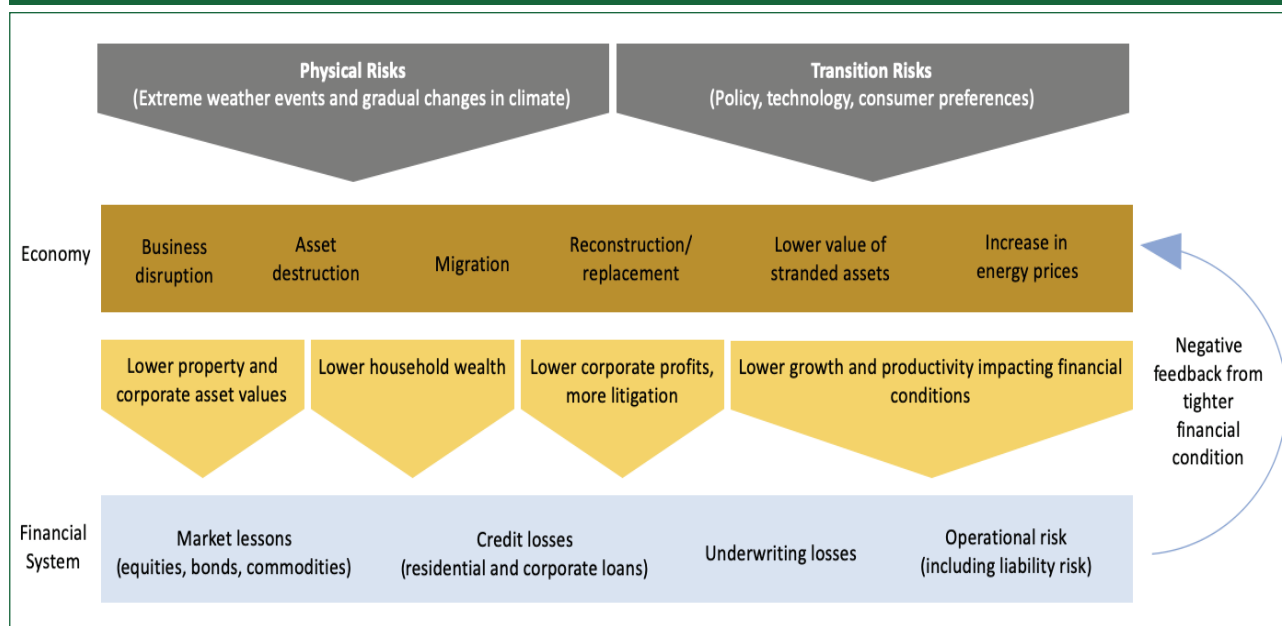 Physical Risks
(Extreme weather events and gradual changes in climate)
Transition Risks
(Policy, technology, consumer preferences)
Economy
Business
disruption
Asset
destruction
Migration
Reconstruction/
replacement
Lower value of
stranded assets
Increase in
energy prices
Lower property and
corporate asset values
Lower household wealth
Lower corporate profits,
more litigation
Lower growth and productivity impacting financial
conditions
Negative
feedback from
tighter
financial
condition
Financial
System
Market lessons
(equities, bonds, commodities)
Credit losses
(residential and corporate loans)
Underwriting losses
Operational risk
(including liability risk)